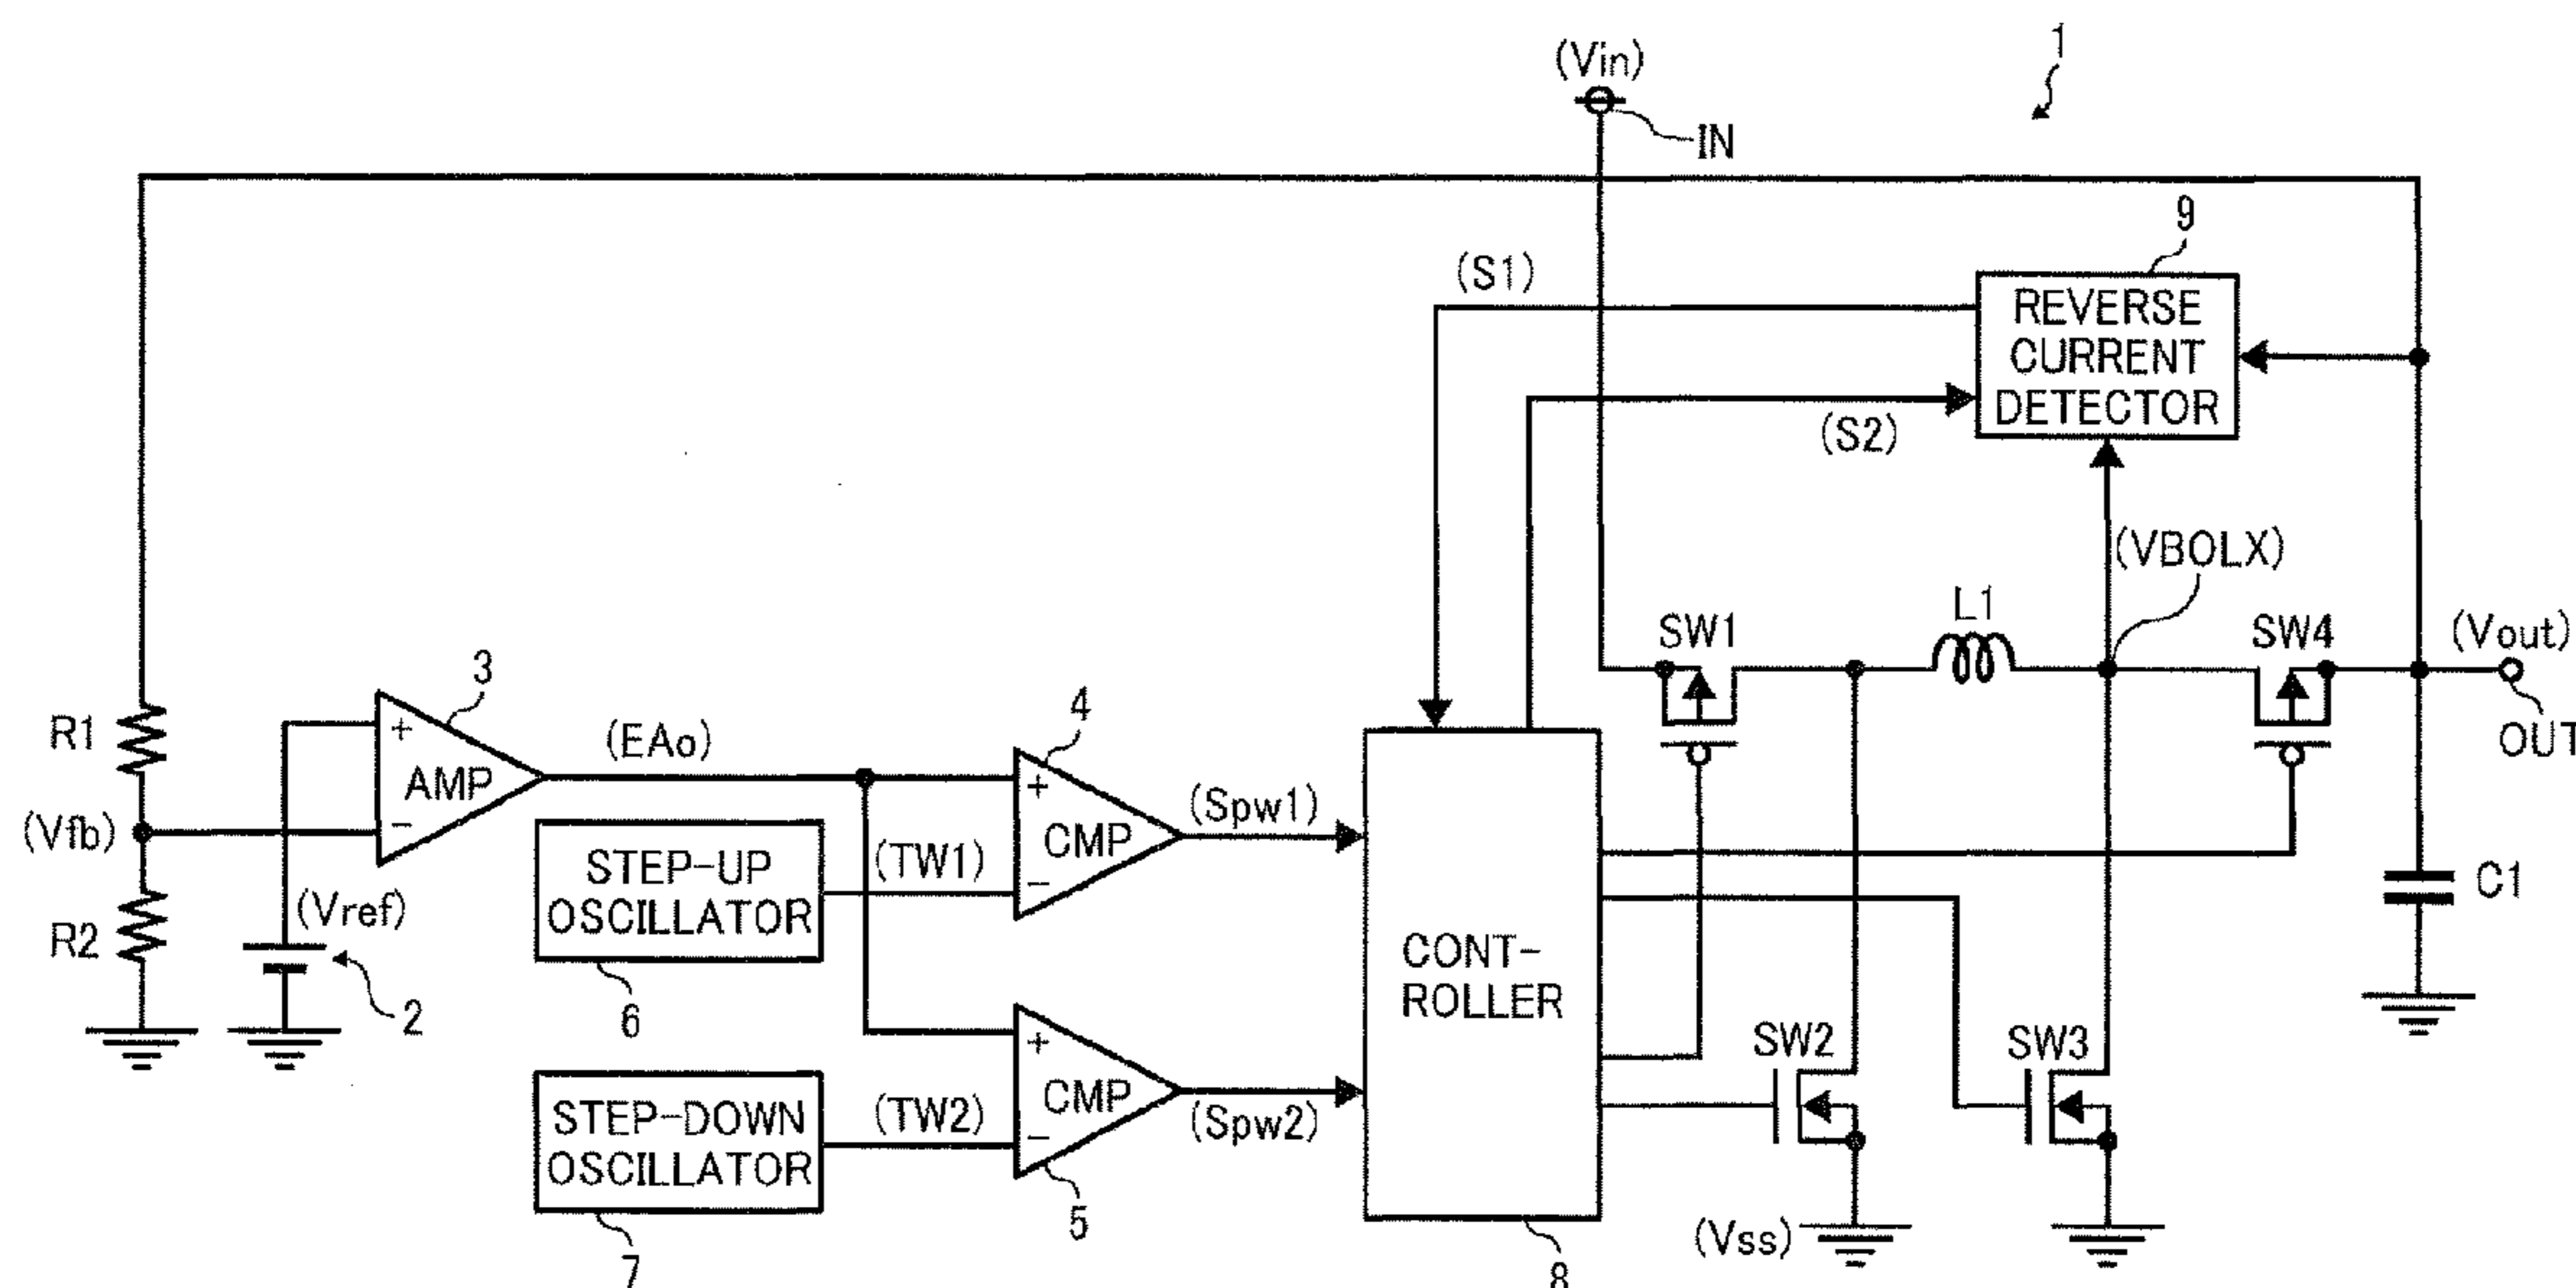 1
(Vin)
IN
9
(S1)
REVERSE
CURRENT
DETECTOR
(S2)
(VBOLX)
L1
SW1
SW4
(Vout)
OUT
3
(EAo)
4
R1
+
AMP
−
+
CMP
−
(Spw1)
(Vfb)
STEP-UP
OSCILLATOR
(TW1)
(Vref)
R2
2
6
C1
CONT-
ROLLER
+
CMP
−
SW2
SW3
STEP-DOWN
OSCILLATOR
(TW2)
(Spw2)
5
7
8
(Vss)